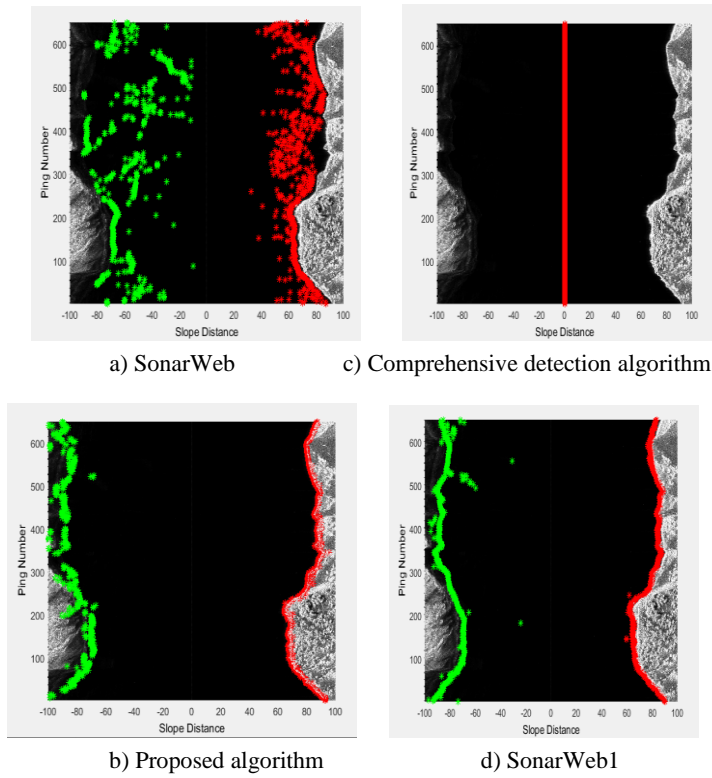 600
500
400
300
200
100
Ping Number
-100 -80 -60 -40 -20 0 20 40 60 80 100
Slope Distance
a) SonarWeb
600
500
400
300
200
100
Ping Number
-100 -80 -60 -40 -20 0 20 40 60 80 100
Slope Distance
c) Comprehensive detection algorithm
600
500
400
300
200
100
Ping Number
-100 -80 -60 -40 -20 0 20 40 60 80 100
Slope Distance
b) Proposed algorithm
600
500
400
300
200
100
Ping Number
-100 -80 -60 -40 -20 0 20 40 60 80 100
Slope Distance
d) SonarWeb1